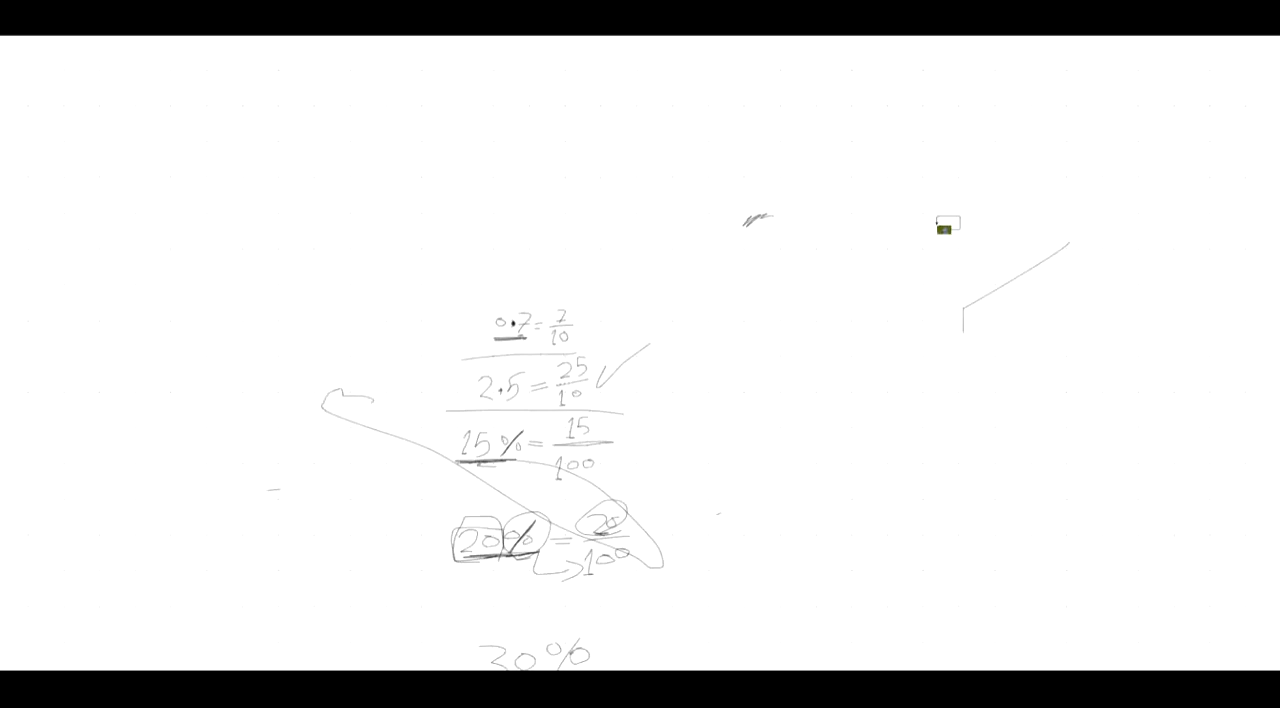 0.7 = 7/10
2.5 = 25/10 ✓
15% = 15/100
20% = 20/100
30%